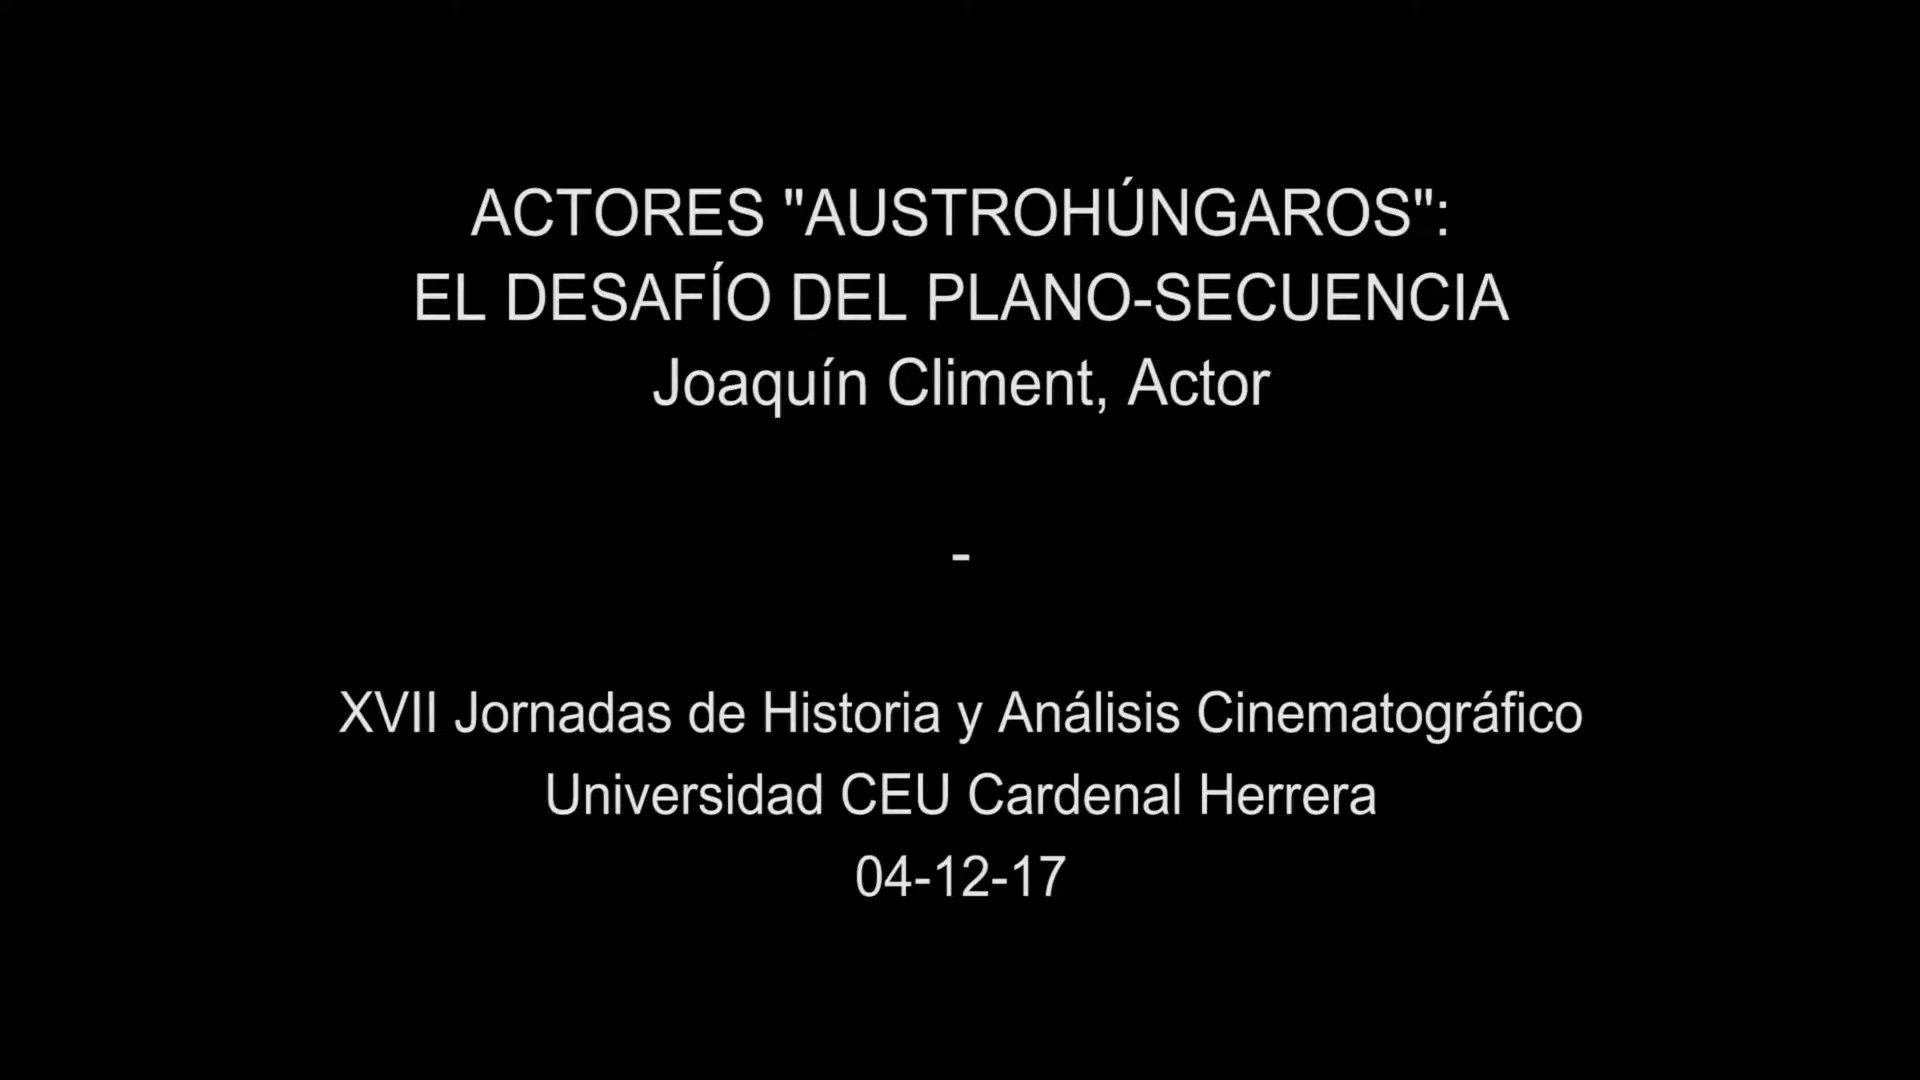 ACTORES "AUSTROHÚNGAROS":
EL DESAFÍO DEL PLANO-SECUENCIA
Joaquín Climent, Actor
-
XVII Jornadas de Historia y Análisis Cinematográfico
Universidad CEU Cardenal Herrera
04-12-17